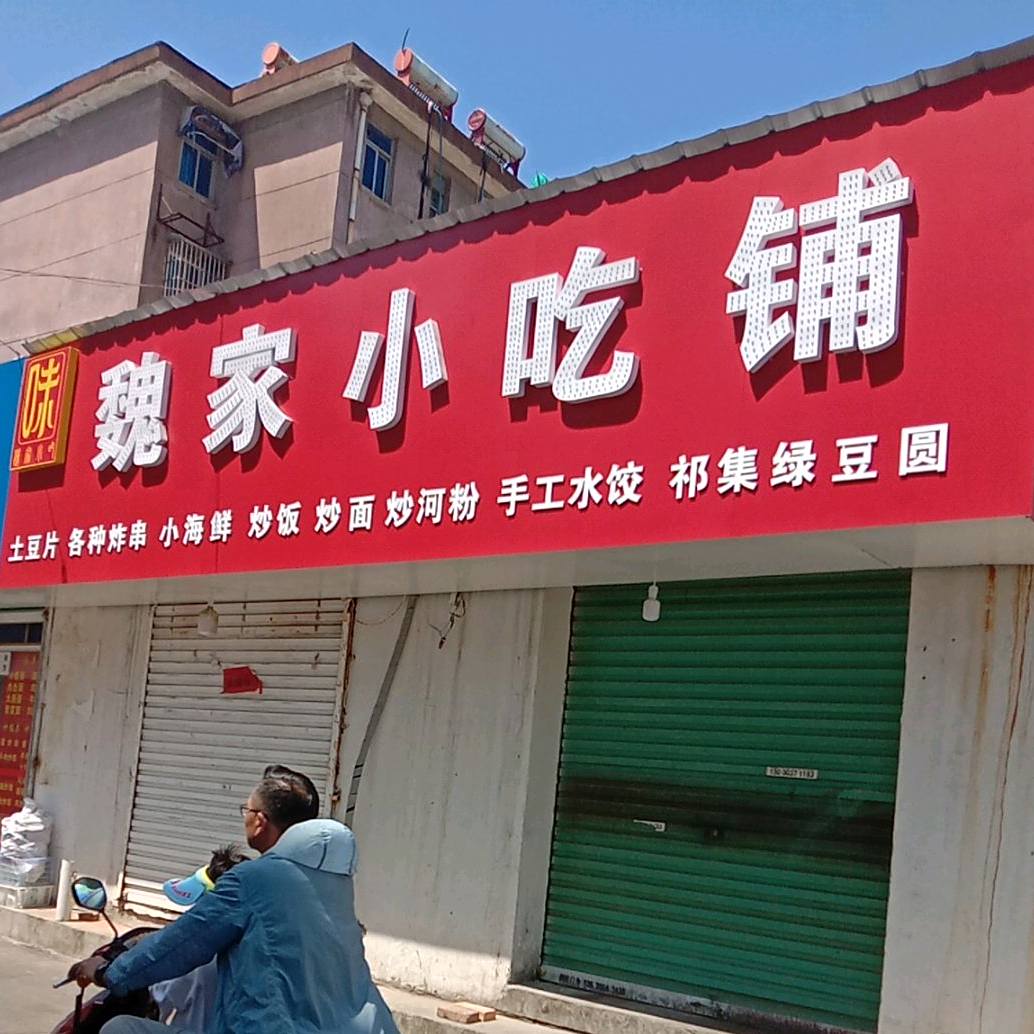 味
魏家小吃铺
土豆片 各种炸串 小海鲜 炒饭 炒面 炒河粉 手工水饺 祁集绿豆圆